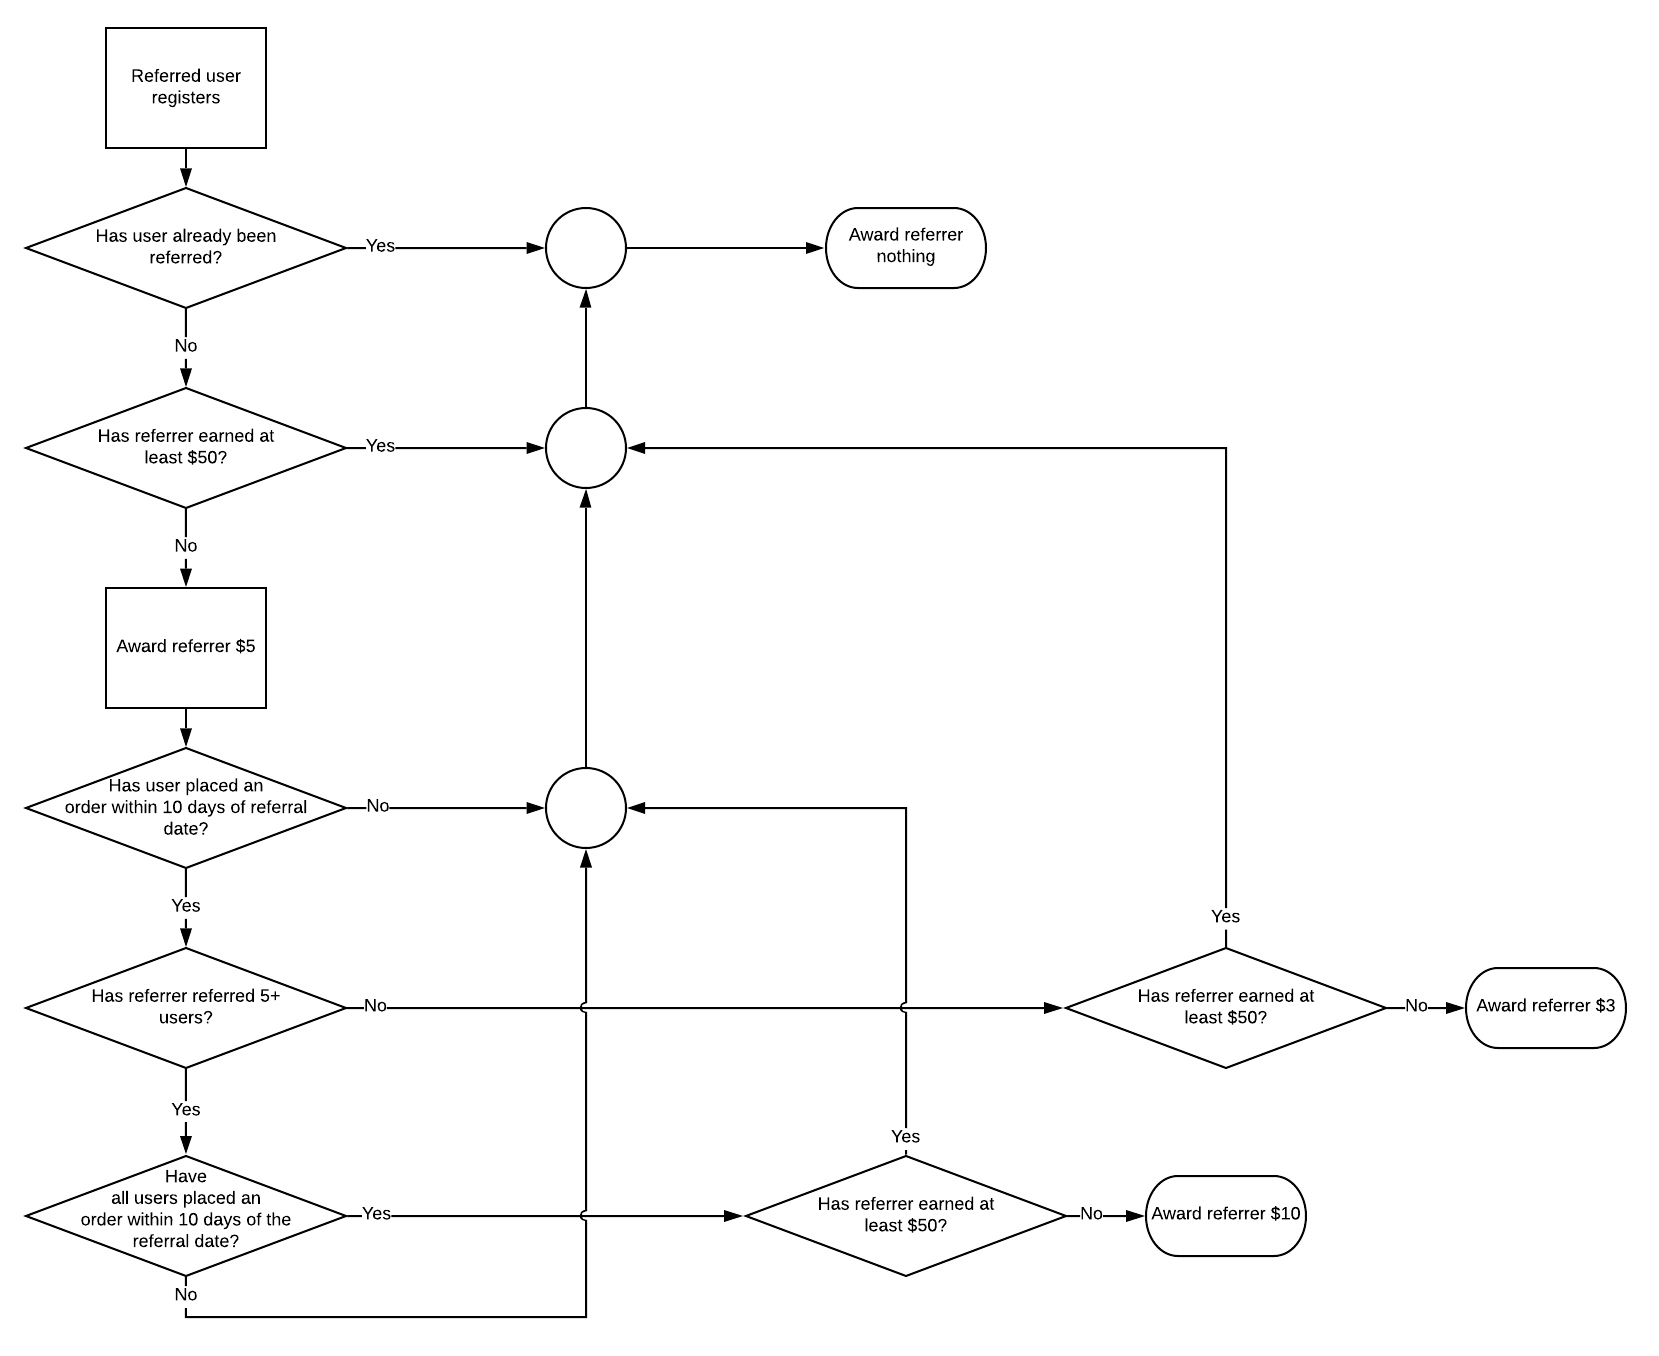 Referred user
registers
Has user already been
referred?
Yes
Award referrer
nothing
No
Has referrer earned at
least $50?
Yes
No
Award referrer $5
Has user placed an
order within 10 days of referral
date?
No
Yes
Yes
Has referrer referred 5+
users?
No
Has referrer earned at
least $50?
No
Award referrer $3
Yes
Yes
Have
all users placed an
order within 10 days of the
referral date?
Yes
Has referrer earned at
least $50?
No
Award referrer $10
No